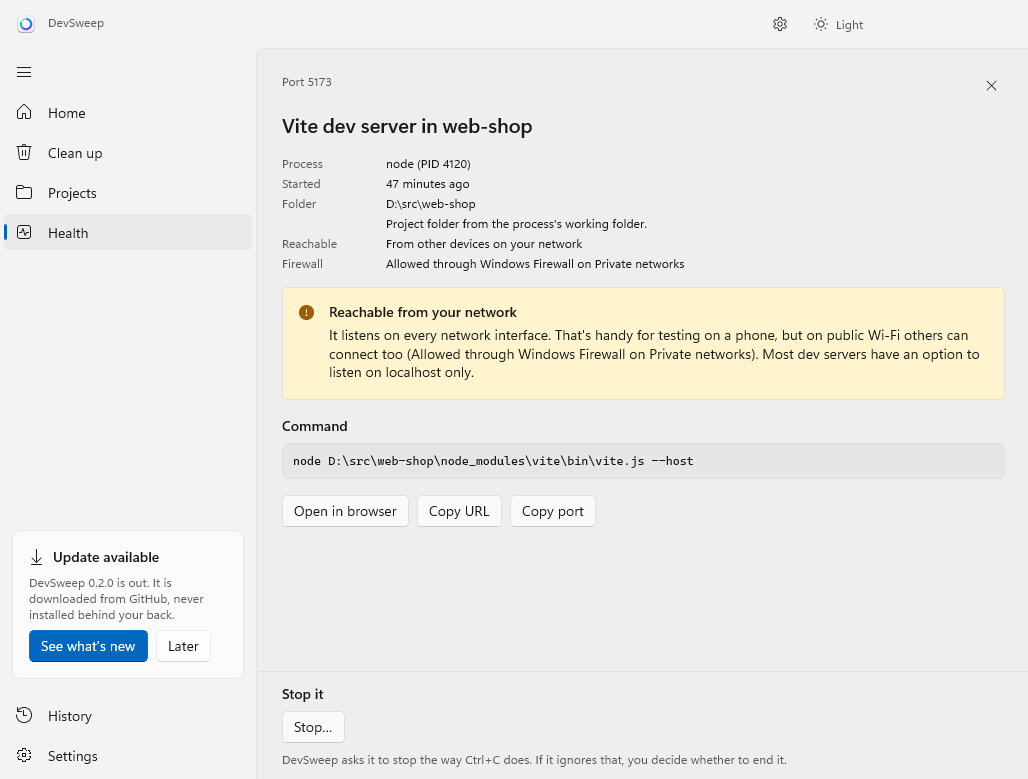 DevSweep
Light
Home
Clean up
Projects
Health
Update available
DevSweep 0.2.0 is out. It is
downloaded from GitHub, never
installed behind your back.
See what's new
Later
History
Settings
Port 5173
Vite dev server in web-shop
Process node (PID 4120)
Started 47 minutes ago
Folder D:\src\web-shop
Project folder from the process's working folder.
Reachable From other devices on your network
Firewall Allowed through Windows Firewall on Private networks
Reachable from your network
It listens on every network interface. That's handy for testing on a phone, but on public Wi-Fi others can
connect too (Allowed through Windows Firewall on Private networks). Most dev servers have an option to
listen on localhost only.
Command
node D:\src\web-shop\node_modules\vite\bin\vite.js --host
Open in browser
Copy URL
Copy port
Stop it
Stop...
DevSweep asks it to stop the way Ctrl+C does. If it ignores that, you decide whether to end it.